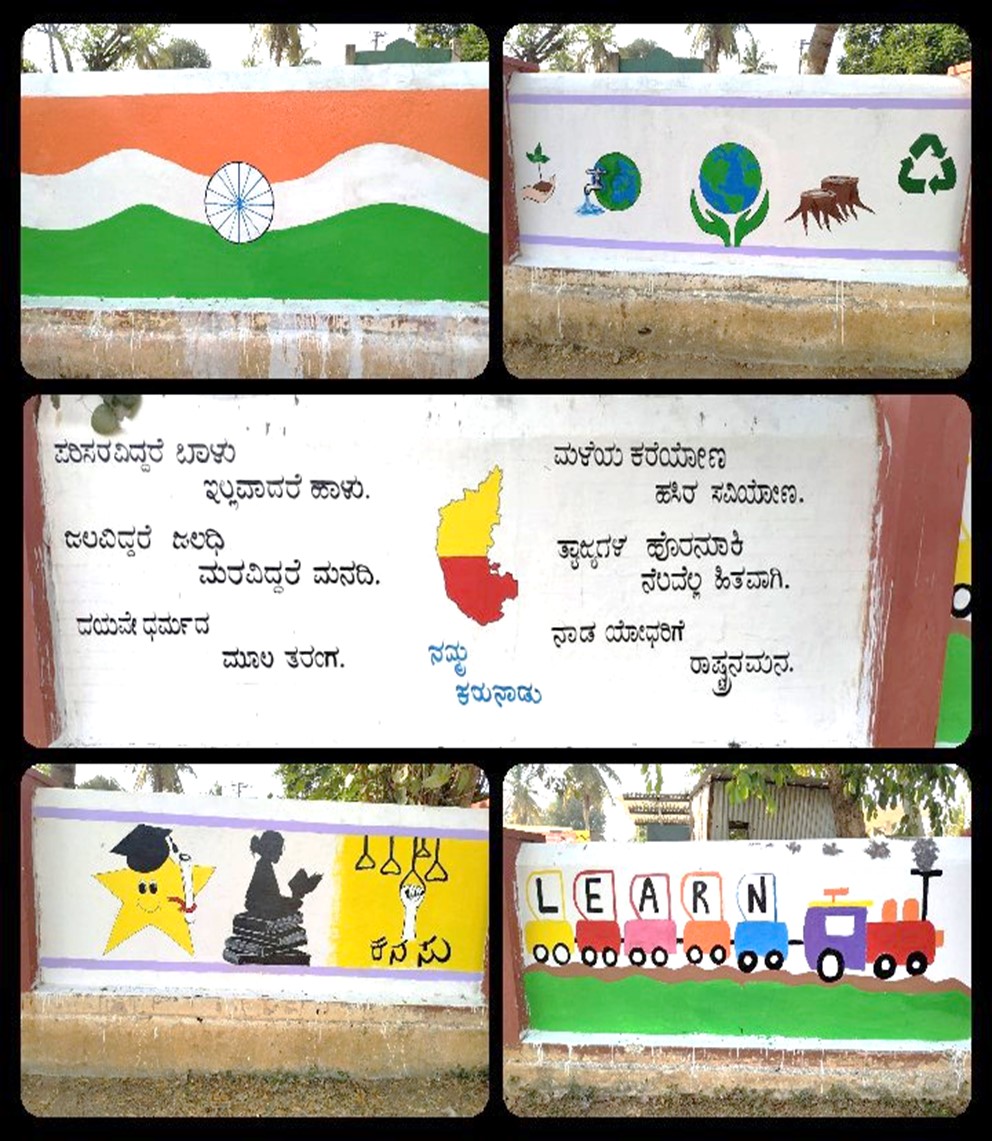 ಪರಿಸರವಿದ್ದರೆ ಬಾಳು
ಇಲ್ಲವಾದರೆ ಹಾಳು.
ಜಲವಿದ್ದರೆ ಜಲಧಿ
ಮರವಿದ್ದರೆ ಮನದಿ.
ದಯವೇ ಧರ್ಮದ
ಮೂಲ ತರಂಗ.
ನಮ್ಮ
ಕರುನಾಡು
ಮಳೆಯ ಕರೆಯೋಣ
ಹಸಿರ ಸವಿಯೋಣ.
ತ್ಯಾಜ್ಯಗಳ ಹೊರನೂಕಿ
ನೆಲವೆಲ್ಲ ಹಿತವಾಗಿ.
ನಾಡ ಯೋಧರಿಗೆ
ರಾಷ್ಟ್ರನಮನ.
ಕನಸು
LEARN